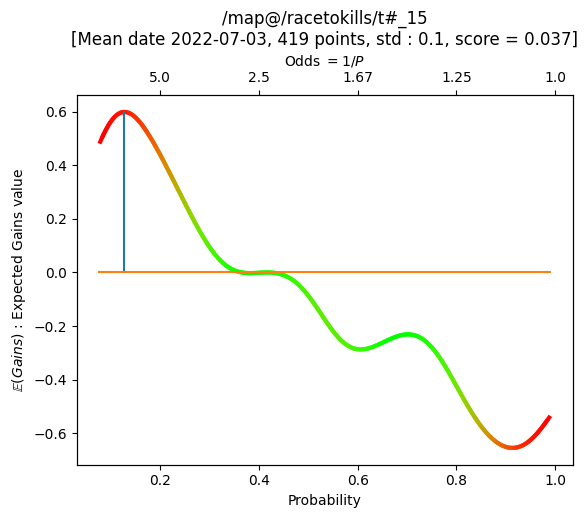 /map@/racetokills/t#_15
[Mean date 2022-07-03, 419 points, std : 0.1, score = 0.037]
Odds = 1/P
5.0 2.5 1.67 1.25 1.0
0.6
0.4
0.2
0.0
−0.2
−0.4
−0.6
𝔼(Gains) : Expected Gains value
0.2 0.4 0.6 0.8 1.0
Probability